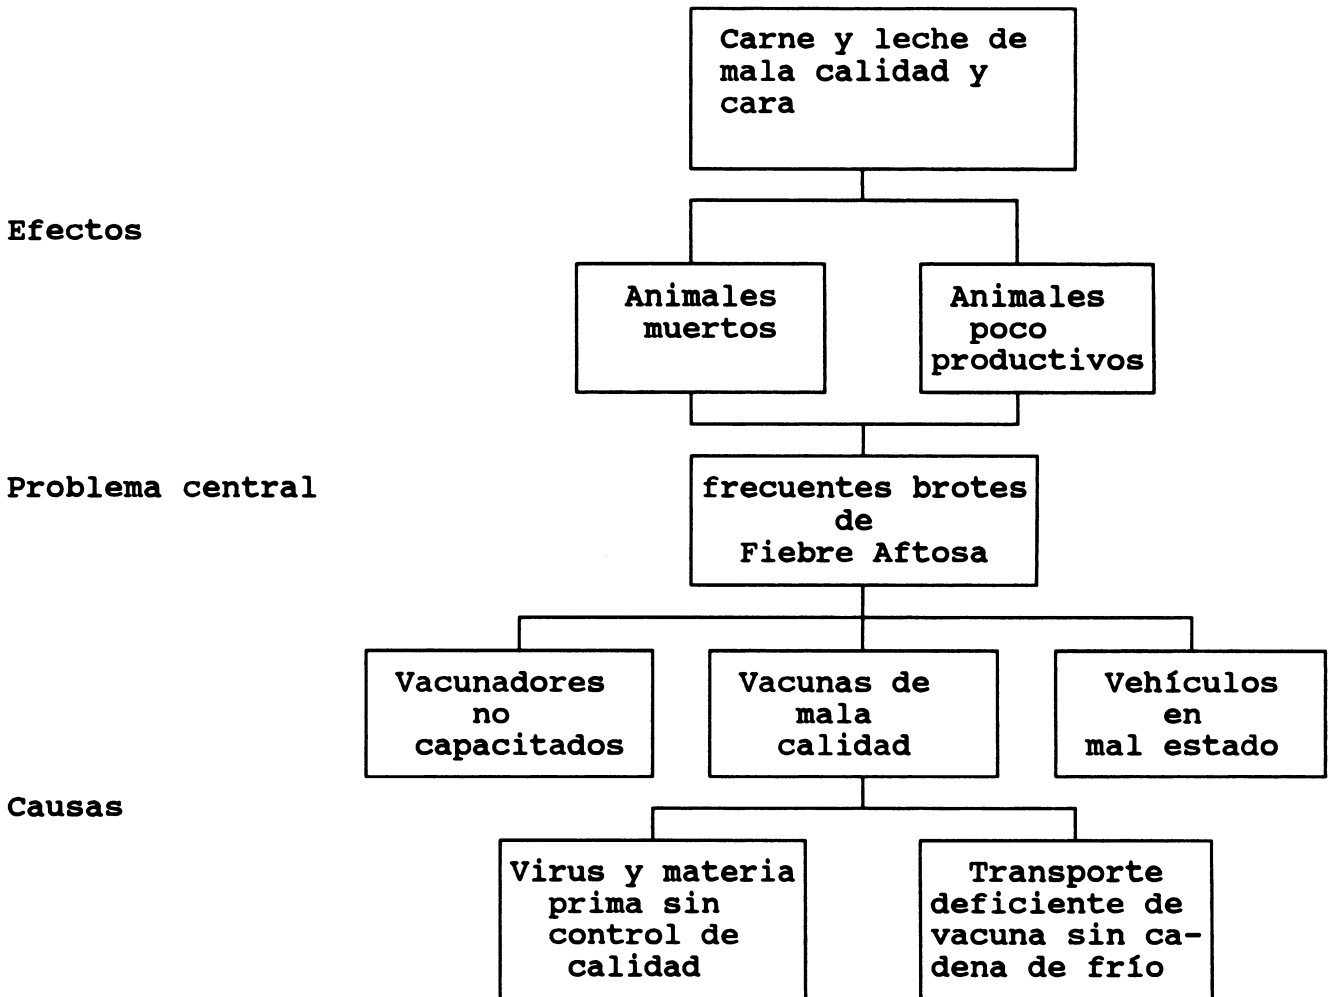 Carne y leche de
mala calidad y
cara
Efectos
Animales
muertos
Animales
poco
productivos
Problema central
frecuentes brotes
de
Fiebre Aftosa
Vacunadores
no
capacitados
Vacunas de
mala
calidad
Vehículos
en
mal estado
Causas
Virus y materia
prima sin
control de
calidad
Transporte
deficiente de
vacuna sin ca-
dena de frío